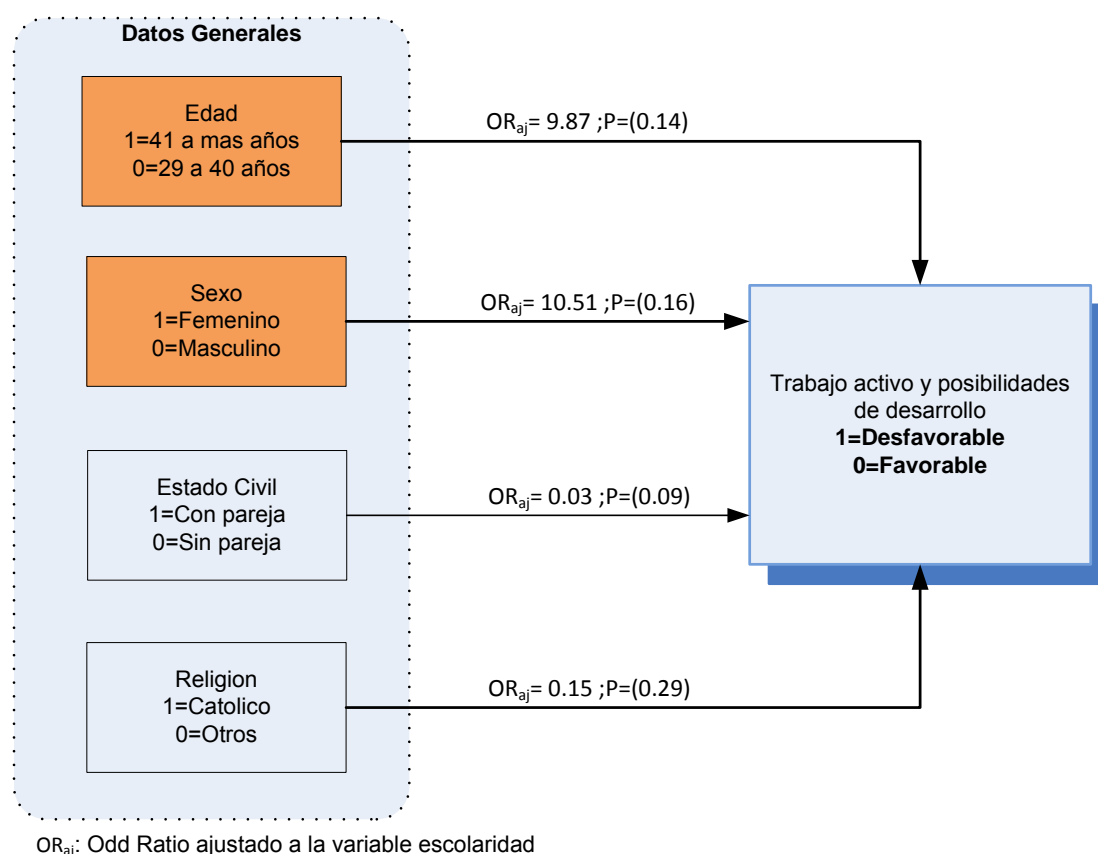 Datos Generales
Edad
1=41 a mas años
0=29 a 40 años
ORaj= 9.87 ;P=(0.14)
Sexo
1=Femenino
0=Masculino
ORaj= 10.51 ;P=(0.16)
Trabajo activo y posibilidades
de desarrollo
1=Desfavorable
0=Favorable
Estado Civil
1=Con pareja
0=Sin pareja
ORaj= 0.03 ;P=(0.09)
Religion
1=Catolico
0=Otros
ORaj= 0.15 ;P=(0.29)
ORaj: Odd Ratio ajustado a la variable escolaridad